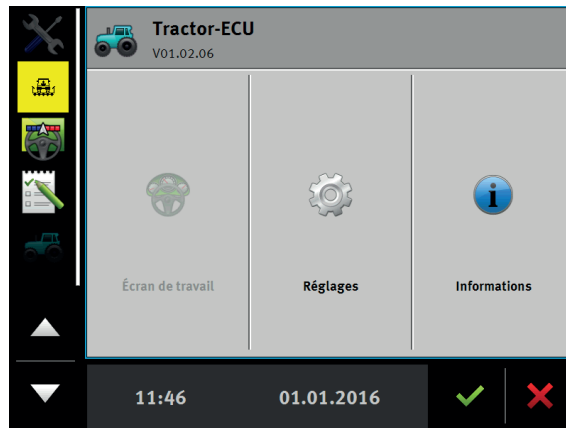 Tractor-ECU
V01.02.06
Écran de travail
Réglages
Informations
11:46
01.01.2016